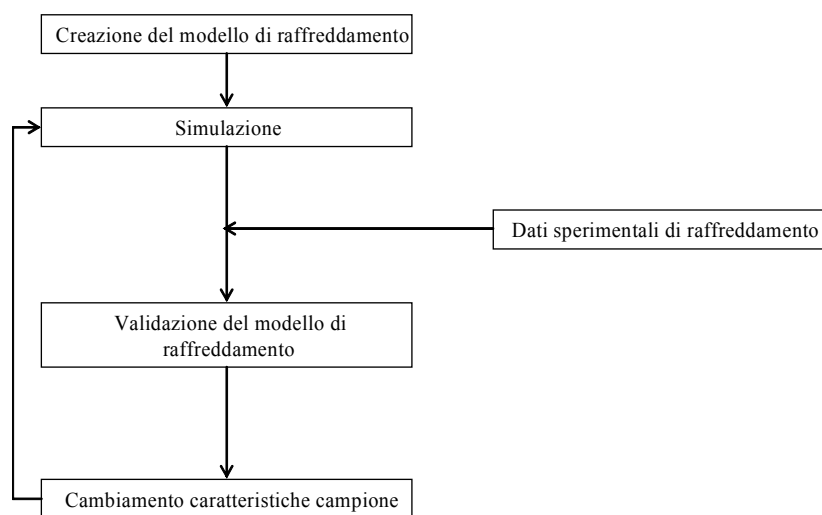 Creazione del modello di raffreddamento
Simulazione
Dati sperimentali di raffreddamento
Validazione del modello di
raffreddamento
Cambiamento caratteristiche campione